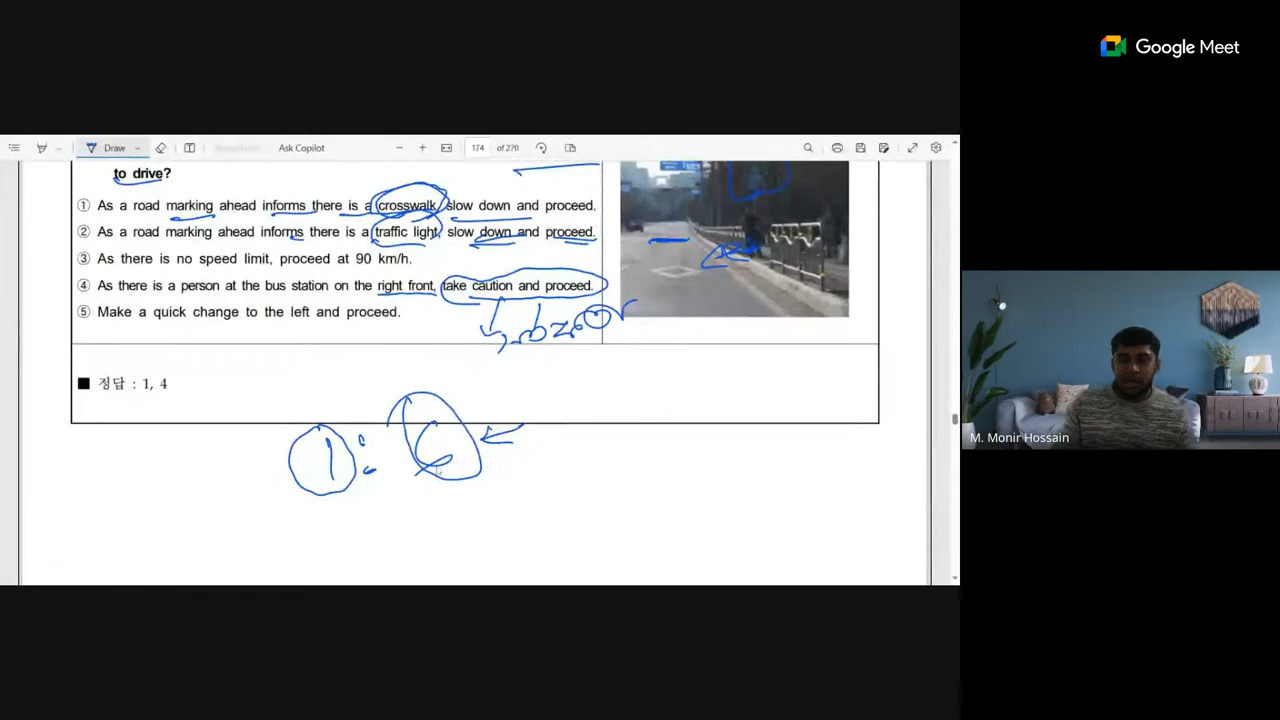 Google Meet
Draw
Ask Copilot
174 of 270
to drive?
① As a road marking ahead informs there is a crosswalk, slow down and proceed.
② As a road marking ahead informs there is a traffic light, slow down and proceed.
③ As there is no speed limit, proceed at 90 km/h.
④ As there is a person at the bus station on the right front, take caution and proceed.
⑤ Make a quick change to the left and proceed.
■ 정답 : 1, 4
M. Monir Hossain